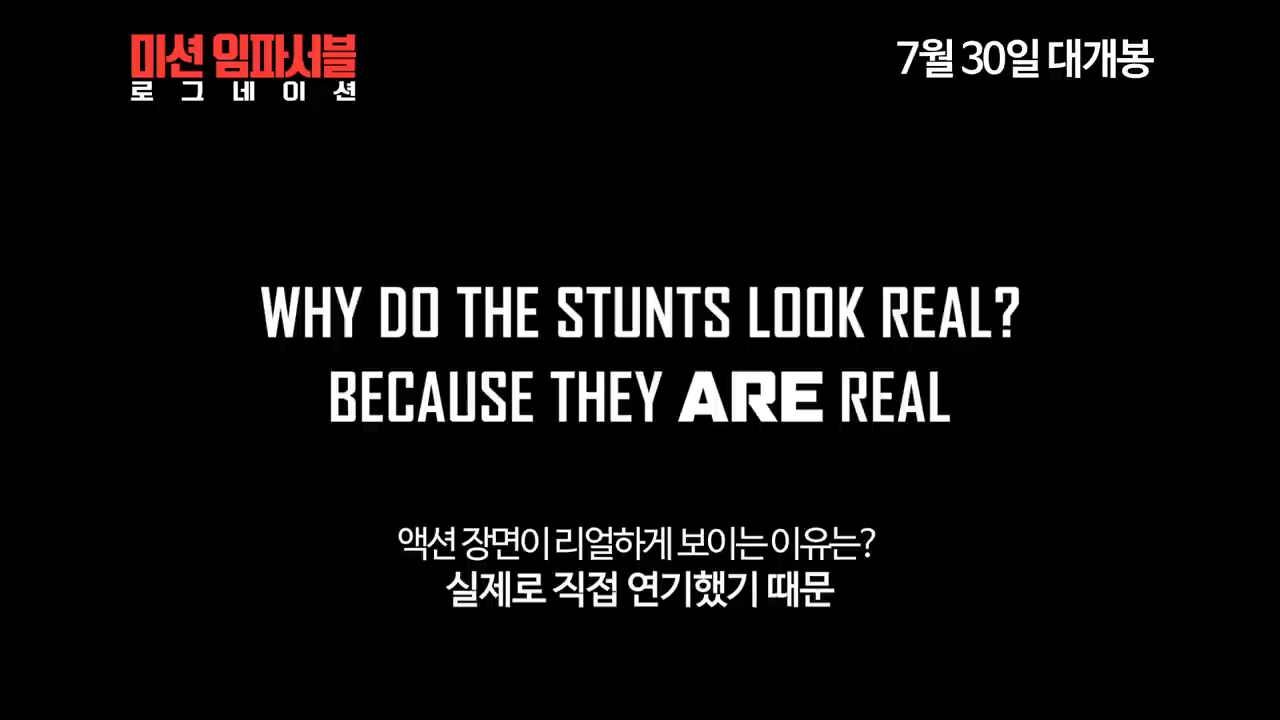 미션 임파서블
로그네이션
7월 30일 대개봉
WHY DO THE STUNTS LOOK REAL?
BECAUSE THEY ARE REAL
액션 장면이 리얼하게 보이는 이유는?
실제로 직접 연기했기 때문